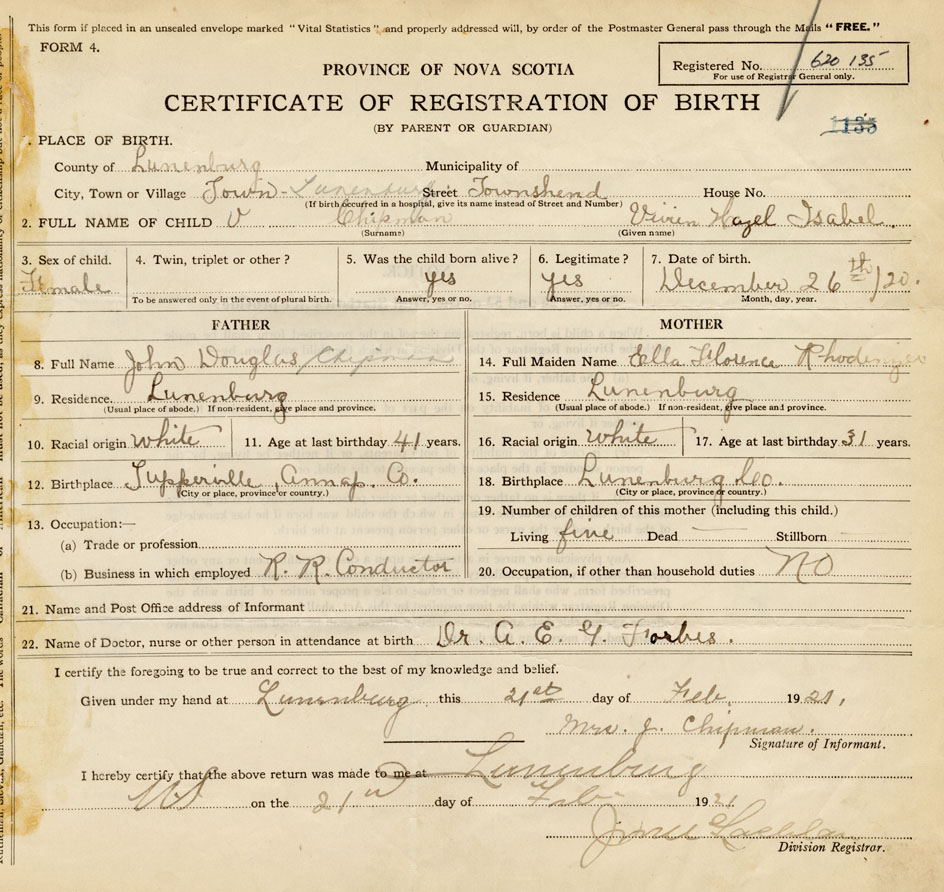 This form if placed in an unsealed envelope marked "Vital Statistics" and properly addressed will, by order of the Postmaster General pass through the Mails "FREE."
FORM 4.
Registered No. 620 135
For use of Registrar General only.
PROVINCE OF NOVA SCOTIA
CERTIFICATE OF REGISTRATION OF BIRTH
(BY PARENT OR GUARDIAN)
1135
. PLACE OF BIRTH.
County of Lunenburg Municipality of
City, Town or Village Town - Lunenburg Street Townshend House No.
(If birth occurred in a hospital, give its name instead of Street and Number)
2. FULL NAME OF CHILD V Chipman Vivien Hazel Isabel
(Surname) (Given name)
3. Sex of child. 4. Twin, triplet or other? 5. Was the child born alive? 6. Legitimate? 7. Date of birth.
Female yes yes December 26th/20.
To be answered only in the event of plural birth. Answer, yes or no. Answer, yes or no. Month, day, year.
FATHER
8. Full Name John Douglas Chipman
9. Residence. Lunenburg
(Usual place of abode.) If non-resident, give place and province.
10. Racial origin white 11. Age at last birthday 41 years.
12. Birthplace Tupperville, Annap. Co.
(City or place, province or country.)
13. Occupation:—
(a) Trade or profession
(b) Business in which employed R. R. Conductor
MOTHER
14. Full Maiden Name Ella Florence Rhodenizer
15. Residence Lunenburg
(Usual place of abode.) If non-resident, give place and province.
16. Racial origin white 17. Age at last birthday 31 years.
18. Birthplace Lunenburg Co.
(City or place, province or country.)
19. Number of children of this mother (including this child.)
Living five Dead — Stillborn
20. Occupation, if other than household duties NO
21. Name and Post Office address of Informant
22. Name of Doctor, nurse or other person in attendance at birth Dr. A. E. G. Forbes.
I certify the foregoing to be true and correct to the best of my knowledge and belief.
Given under my hand at Lunenburg this 21st day of Feb. 1921.
Mrs. J. Chipman.
Signature of Informant.
I hereby certify that the above return was made to me at Lunenburg
NS on the 21st day of Feb 1921
Division Registrar.